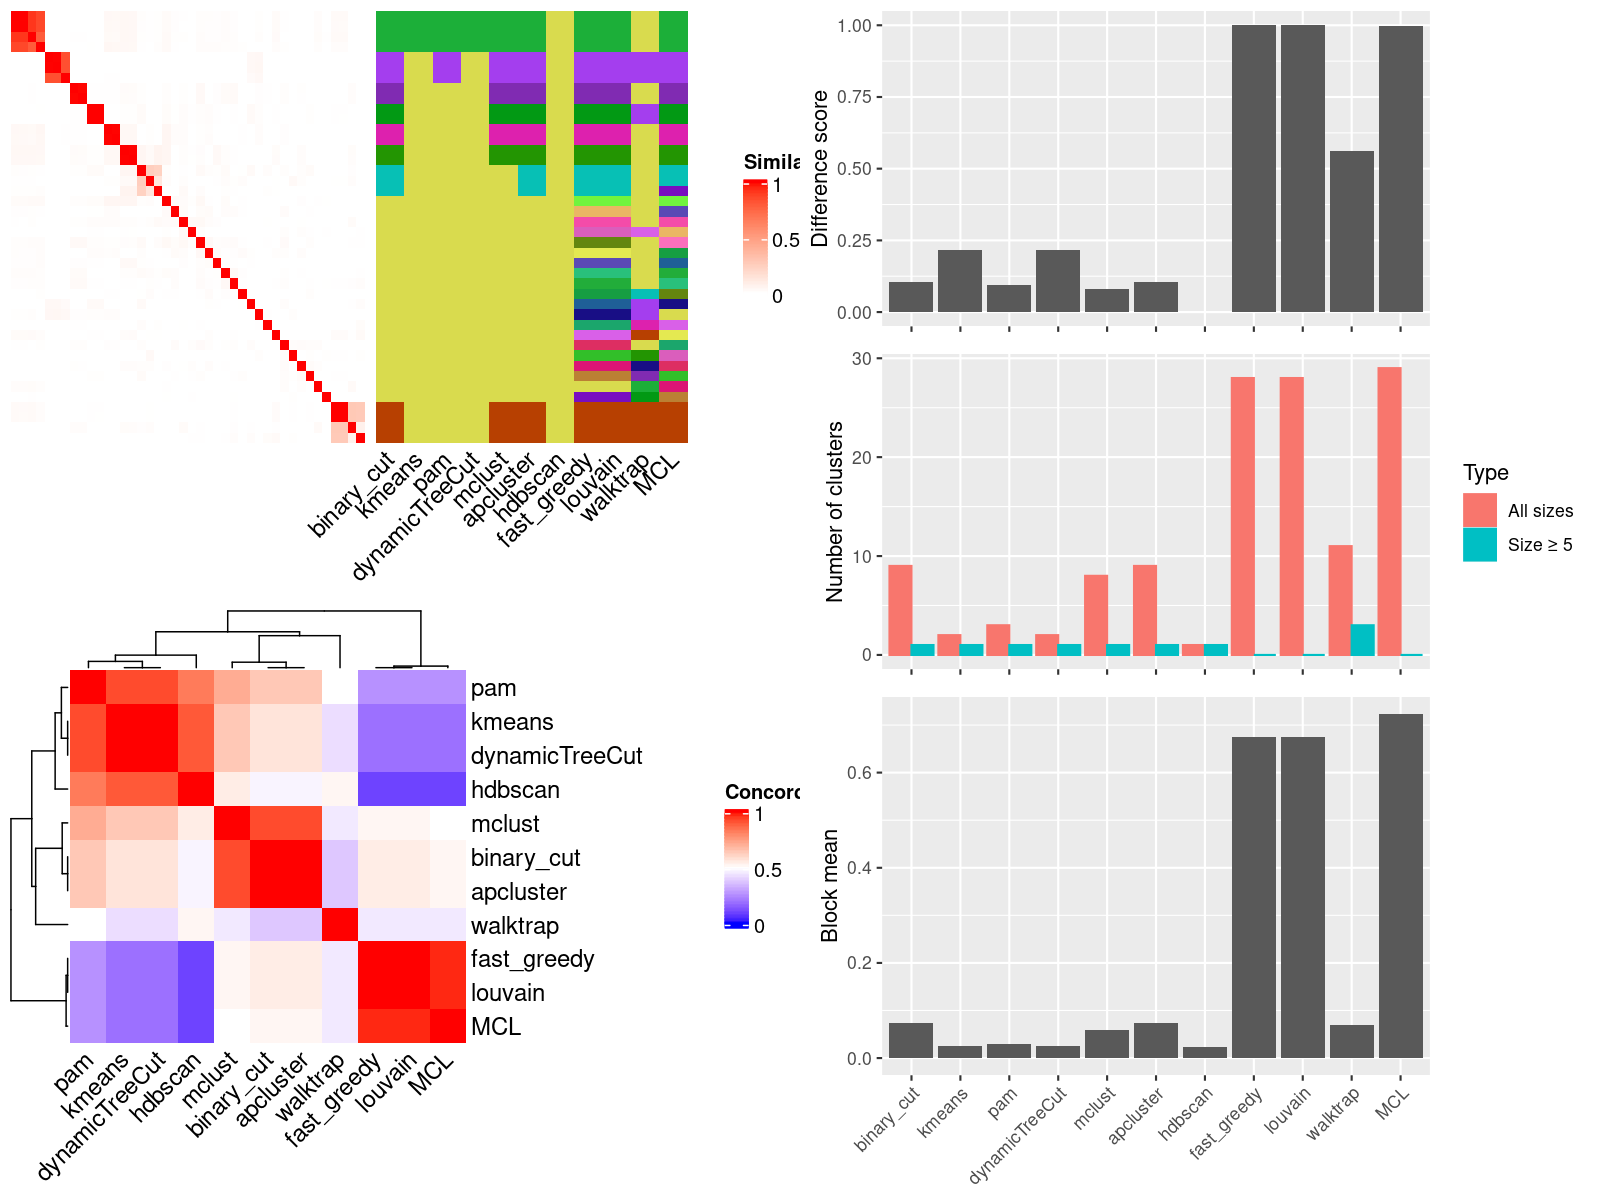 Simila
1
0.5
0
binary_cut
kmeans
pam
dynamicTreeCut
mclust
apcluster
hdbscan
fast_greedy
louvain
walktrap
MCL
pam
kmeans
dynamicTreeCut
hdbscan
mclust
binary_cut
apcluster
walktrap
fast_greedy
louvain
MCL
Concord
1
0.5
0
pam
kmeans
dynamicTreeCut
hdbscan
mclust
binary_cut
apcluster
walktrap
fast_greedy
louvain
MCL
Difference score
1.00
0.75
0.50
0.25
0.00
Number of clusters
30
20
10
0
Type
All sizes
Size ≥ 5
Block mean
0.6
0.4
0.2
0.0
binary_cut
kmeans
pam
dynamicTreeCut
mclust
apcluster
hdbscan
fast_greedy
louvain
walktrap
MCL